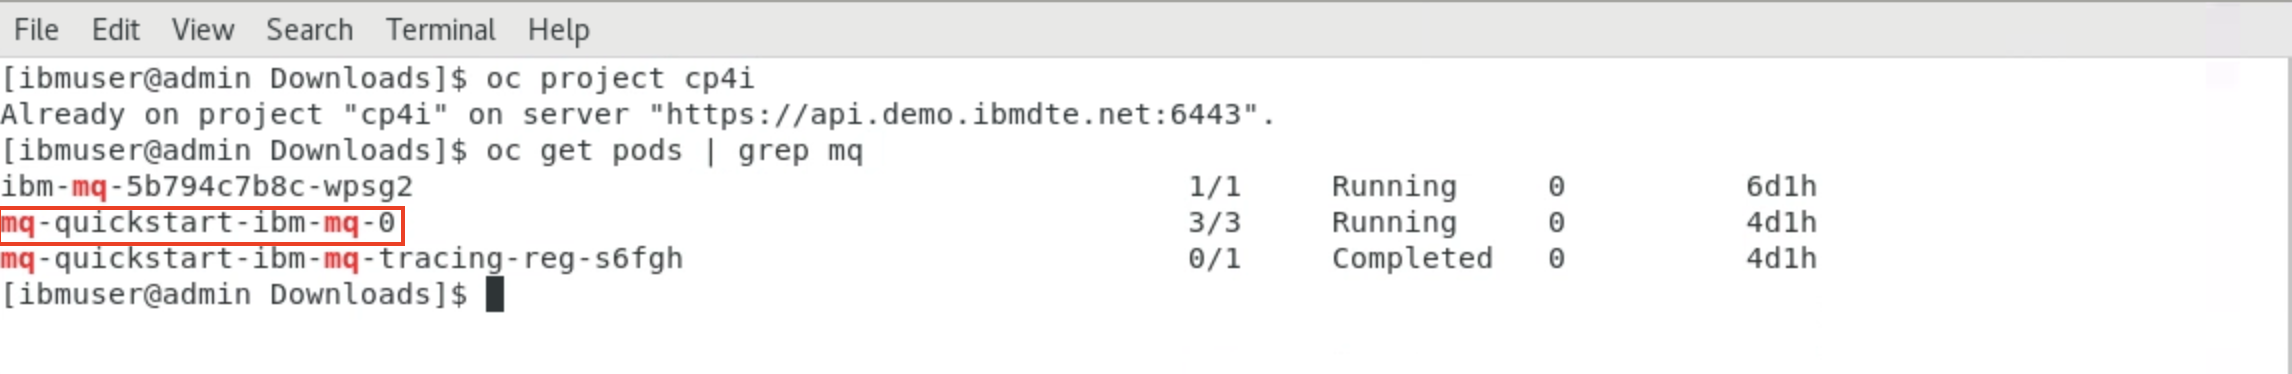 File Edit View Search Terminal Help
[ibmuser@admin Downloads]$ oc project cp4i
Already on project "cp4i" on server "https://api.demo.ibmdte.net:6443".
[ibmuser@admin Downloads]$ oc get pods | grep mq
ibm-mq-5b794c7b8c-wpsg2 1/1 Running 0 6d1h
mq-quickstart-ibm-mq-0 3/3 Running 0 4d1h
mq-quickstart-ibm-mq-tracing-reg-s6fgh 0/1 Completed 0 4d1h
[ibmuser@admin Downloads]$